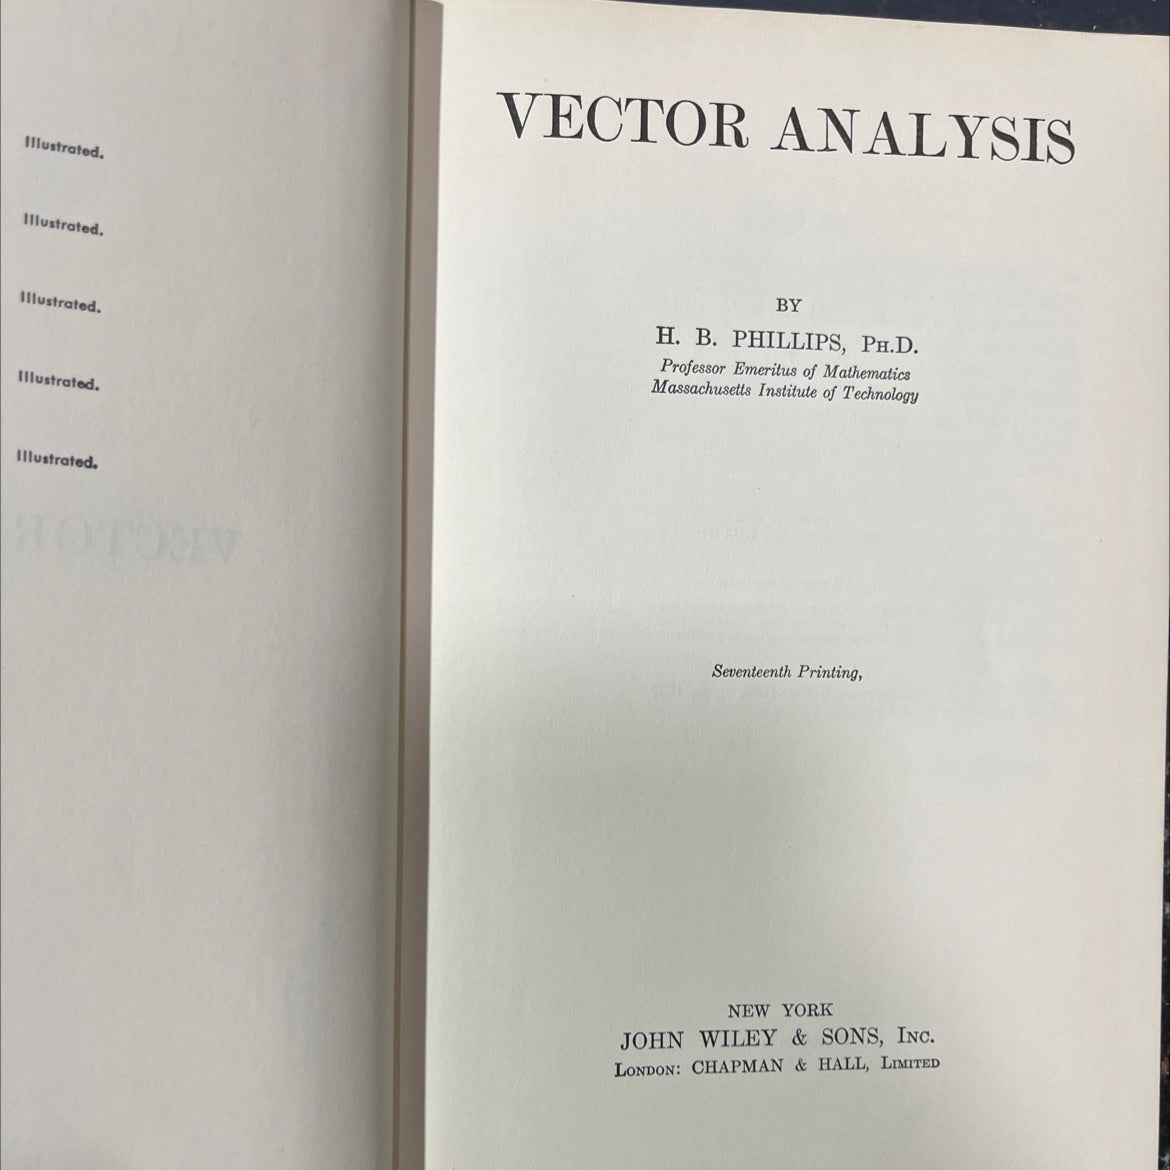 Illustrated.
Illustrated.
Illustrated.
Illustrated.
Illustrated.
VECTOR
VECTOR ANALYSIS
BY
H. B. PHILLIPS, Ph.D.
Professor Emeritus of Mathematics
Massachusetts Institute of Technology
Seventeenth Printing,
NEW YORK
JOHN WILEY & SONS, Inc.
London: CHAPMAN & HALL, Limited